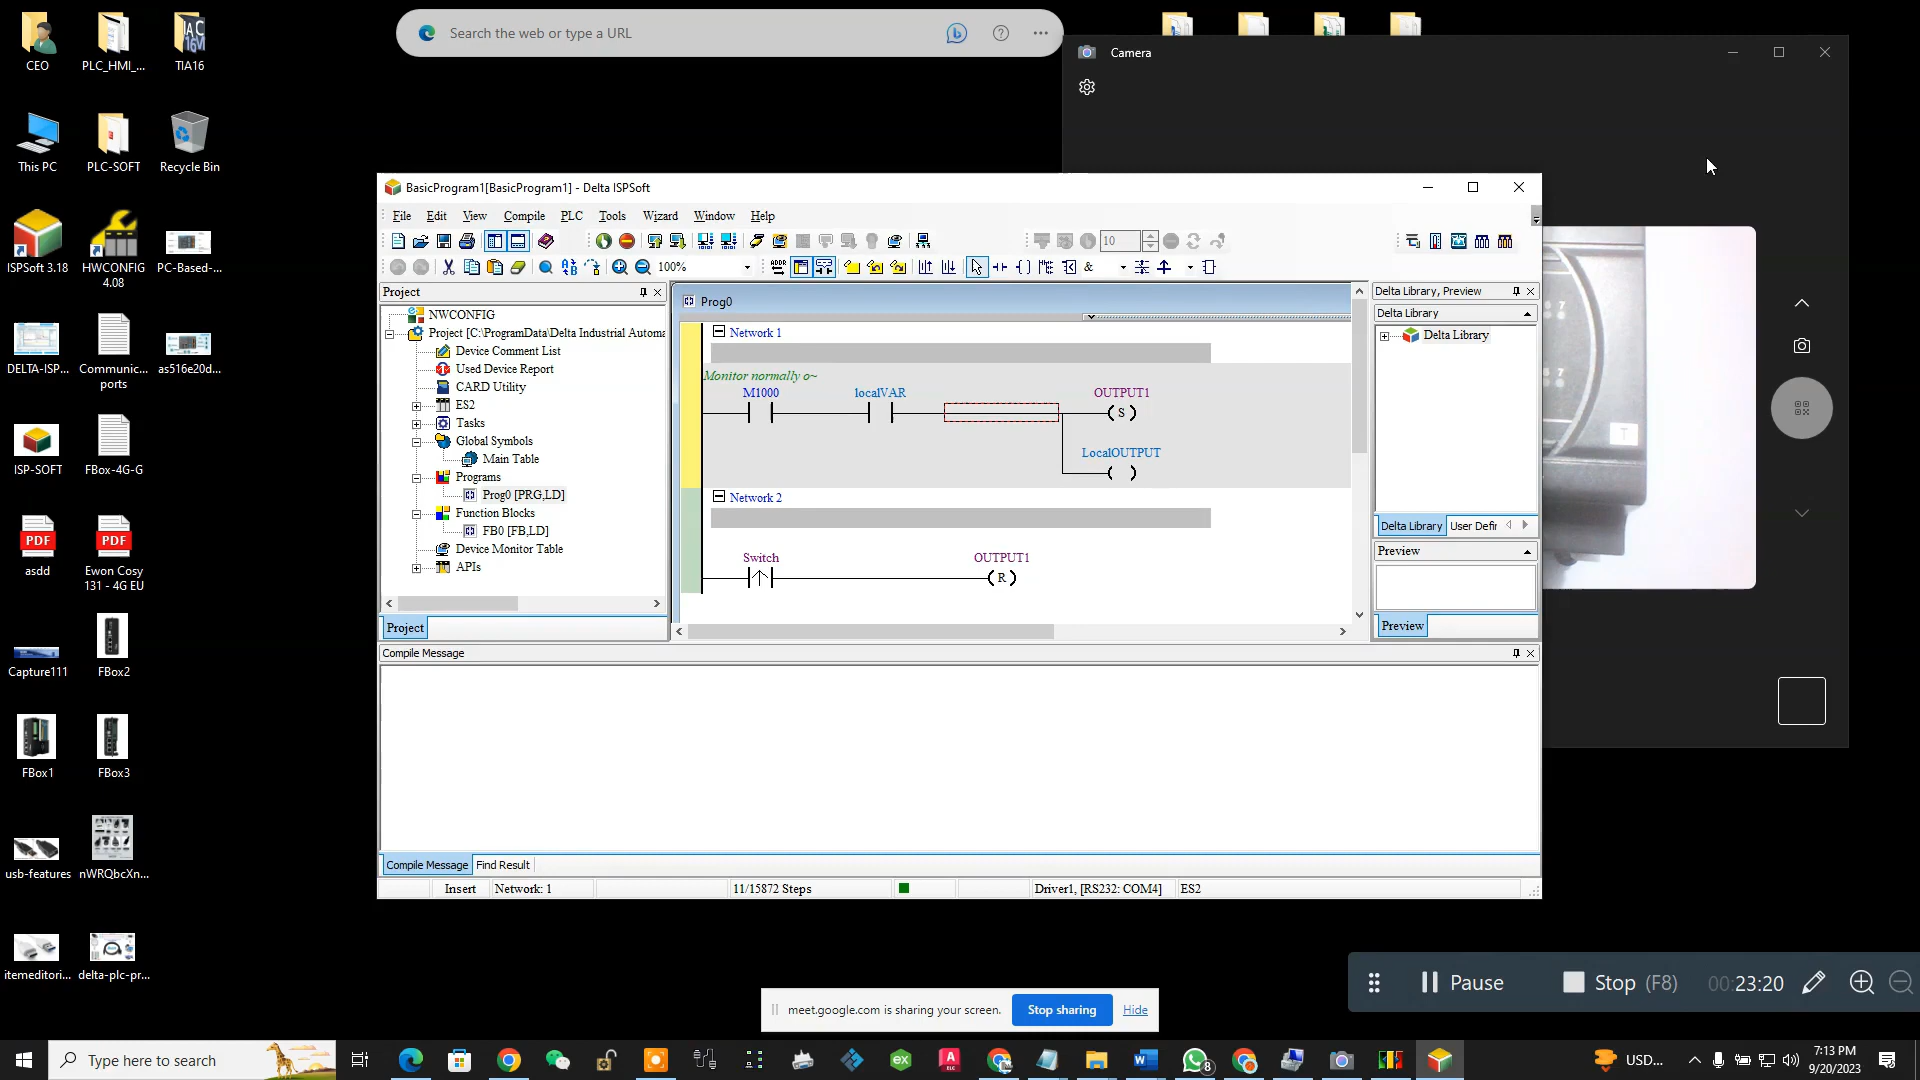 CEO
PLC_HMI_...
TIA16
This PC
PLC-SOFT
Recycle Bin
ISPSoft 3.18
HWCONFIG
4.08
PC-Based-...
DELTA-ISP...
Communic...
ports
as516e20d...
ISP-SOFT
FBox-4G-G
asdd
Ewon Cosy
131 - 4G EU
Capture111
FBox2
FBox1
FBox3
usb-features
nWRQbcXn...
itemeditori...
delta-plc-pr...
Search the web or type a URL
Camera
BasicProgram1[BasicProgram1] - Delta ISPSoft
File Edit View Compile PLC Tools Wizard Window Help
10
100%
&
Project
NWCONFIG
Project [C:\ProgramData\Delta Industrial Automa
Device Comment List
Used Device Report
CARD Utility
ES2
Tasks
Global Symbols
Main Table
Programs
Prog0 [PRG,LD]
Function Blocks
FB0 [FB,LD]
Device Monitor Table
APIs
Project
Prog0
Network 1
Monitor normally o~
M1000
localVAR
OUTPUT1
S
LocalOUTPUT
Network 2
Switch
OUTPUT1
R
Delta Library, Preview
Delta Library
Delta Library
Delta Library User Defir
Preview
Preview
Compile Message
Compile Message Find Result
Insert Network: 1 11/15872 Steps Driver1, [RS232: COM4] ES2
T
Pause Stop (F8) 00:23:20
meet.google.com is sharing your screen. Stop sharing Hide
Type here to search
USD...
7:13 PM
9/20/2023